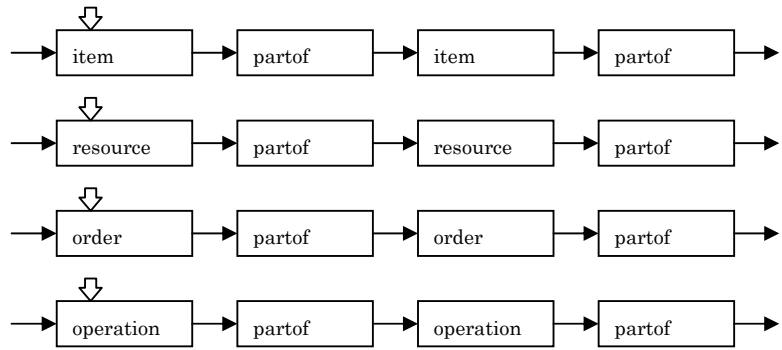 item partof item partof
resource partof resource partof
order partof order partof
operation partof operation partof